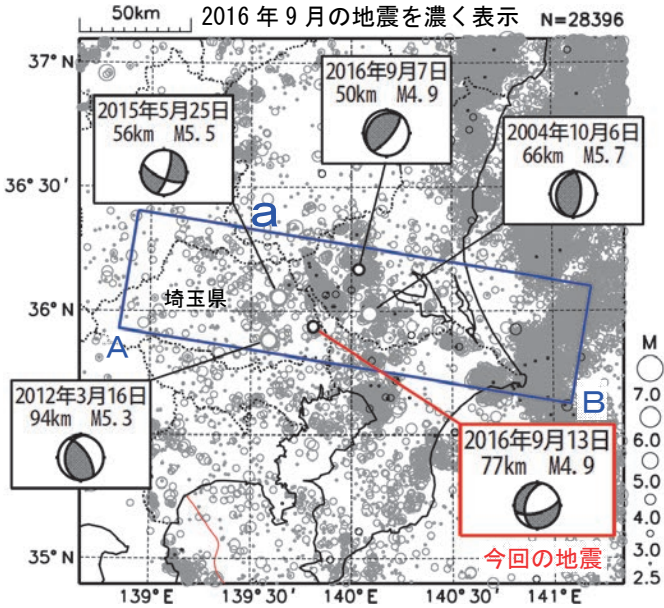 50km
2016年9月の地震を濃く表示
N=28396
37°N
36°30′
36°N
35°N
2015年5月25日
56km M5.5
2016年9月7日
50km M4.9
2004年10月6日
66km M5.7
a
埼玉県
A
B
2012年3月16日
94km M5.3
2016年9月13日
77km M4.9
今回の地震
M
7.0
6.0
5.0
4.0
3.0
2.5
139°E
139°30′
140°E
140°30′
141°E